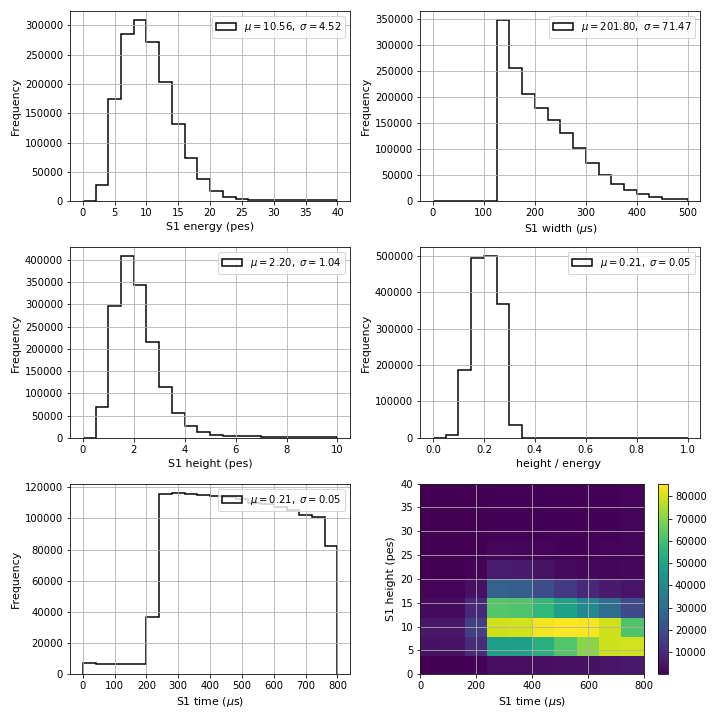 μ = 10.56, σ = 4.52
Frequency
300000
250000
200000
150000
100000
50000
0
0 5 10 15 20 25 30 35 40
S1 energy (pes)
μ = 201.80, σ = 71.47
Frequency
350000
300000
250000
200000
150000
100000
50000
0
0 100 200 300 400 500
S1 width (μs)
μ = 2.20, σ = 1.04
Frequency
400000
350000
300000
250000
200000
150000
100000
50000
0
0 2 4 6 8 10
S1 height (pes)
μ = 0.21, σ = 0.05
Frequency
500000
400000
300000
200000
100000
0
0.0 0.2 0.4 0.6 0.8 1.0
height / energy
μ = 0.21, σ = 0.05
Frequency
120000
100000
80000
60000
40000
20000
0
0 100 200 300 400 500 600 700 800
S1 time (μs)
S1 height (pes)
40
35
30
25
20
15
10
5
0
0 200 400 600 800
S1 time (μs)
80000
70000
60000
50000
40000
30000
20000
10000